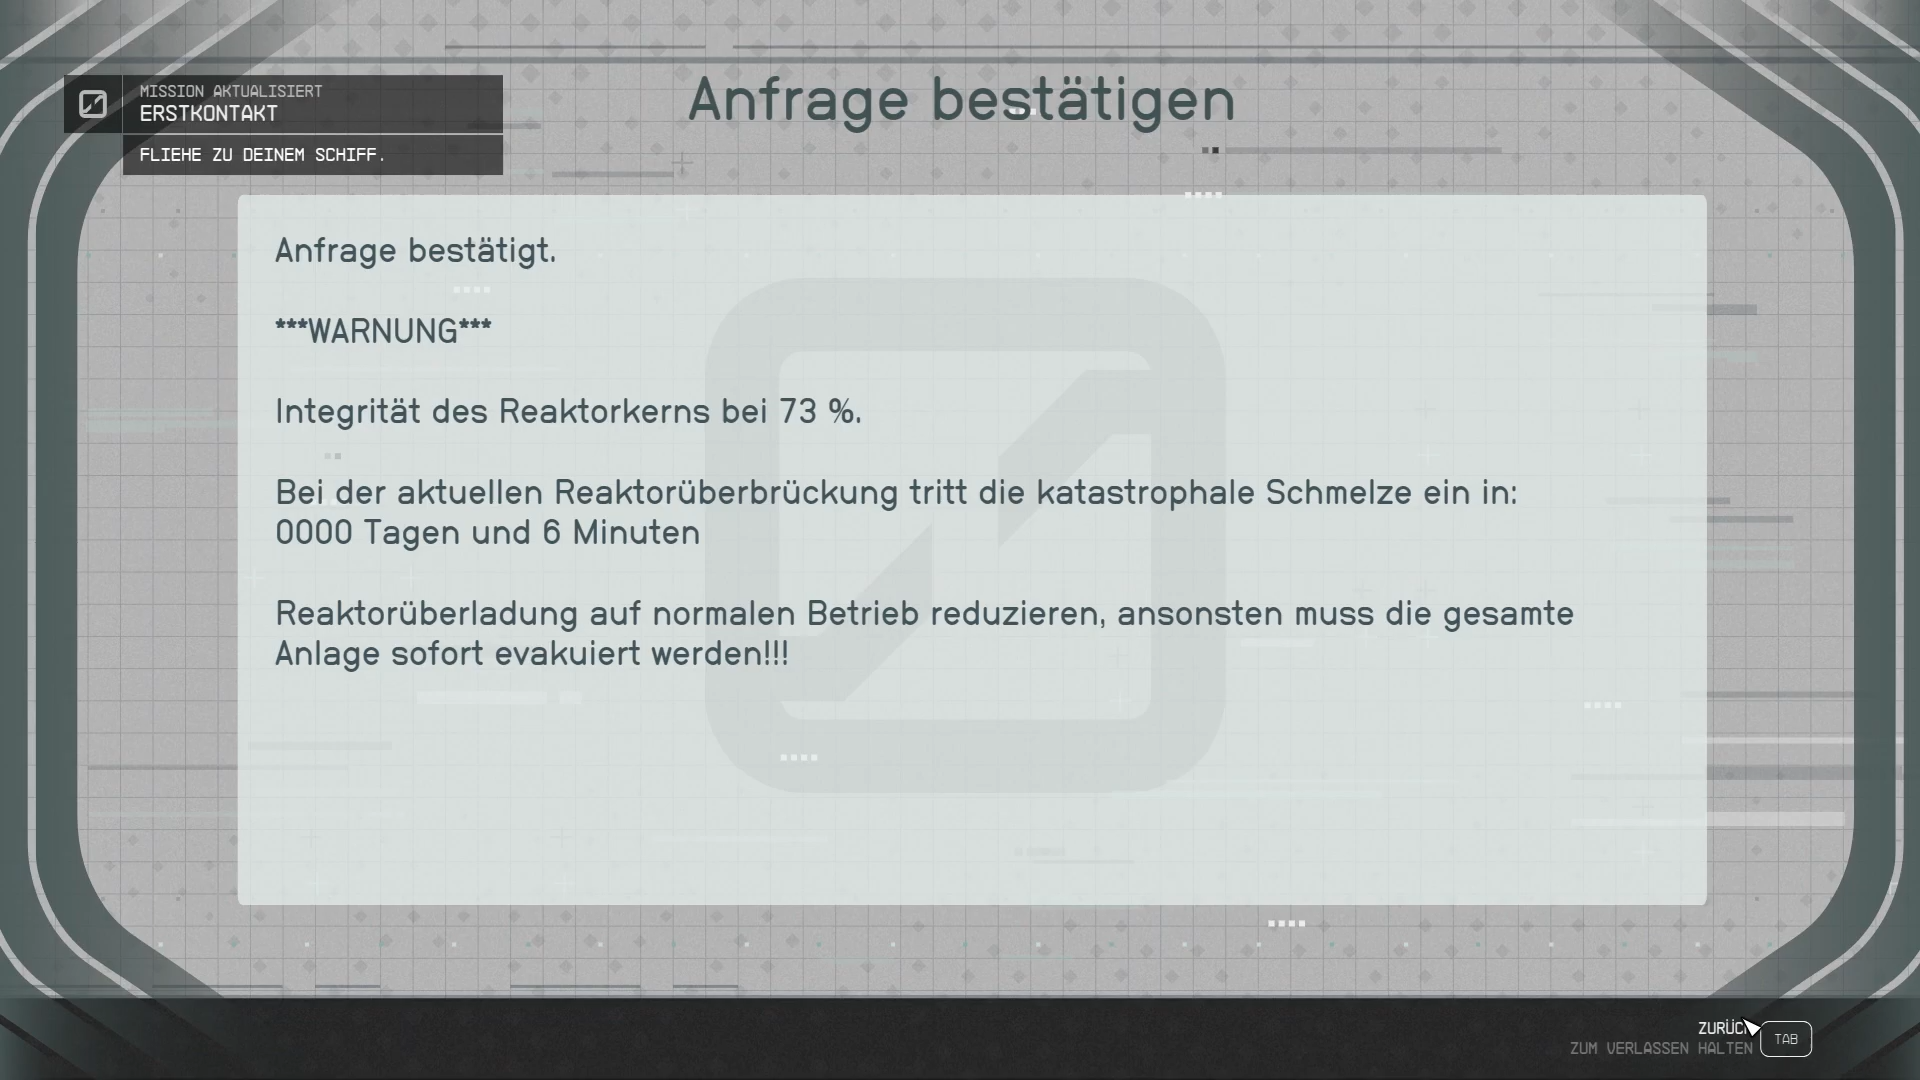 MISSION AKTUALISIERT
ERSTKONTAKT
FLIEHE ZU DEINEM SCHIFF.
Anfrage bestätigen
Anfrage bestätigt.
***WARNUNG***
Integrität des Reaktorkerns bei 73 %.
Bei der aktuellen Reaktorüberbrückung tritt die katastrophale Schmelze ein in:
0000 Tagen und 6 Minuten
Reaktorüberladung auf normalen Betrieb reduzieren, ansonsten muss die gesamte
Anlage sofort evakuiert werden!!!
ZURÜCK
ZUM VERLASSEN HALTEN
TAB